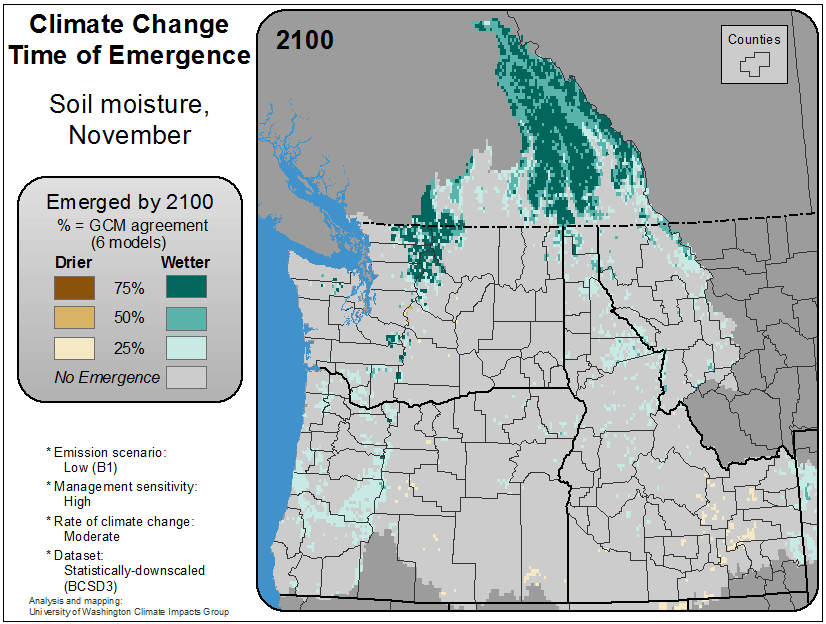 Climate Change
Time of Emergence
Soil moisture,
November
Emerged by 2100
% = GCM agreement
(6 models)
Drier Wetter
75%
50%
25%
No Emergence
* Emission scenario:
Low (B1)
* Management sensitivity:
High
* Rate of climate change:
Moderate
* Dataset:
Statistically-downscaled
(BCSD3)
Analysis and mapping:
University of Washington Climate Impacts Group
2100
Counties